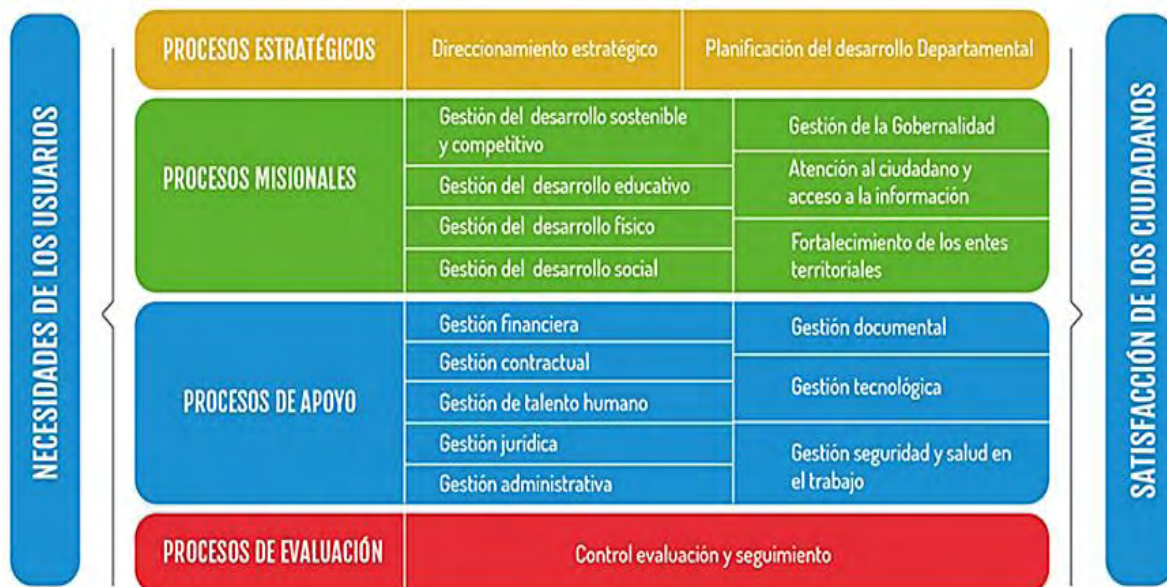 NECESIDADES DE LOS USUARIOS
PROCESOS ESTRATÉGICOS
Direccionamiento estratégico
Planificación del desarrollo Departamental
PROCESOS MISIONALES
Gestión del desarrollo sostenible
y competitivo
Gestión del desarrollo educativo
Gestión del desarrollo físico
Gestión del desarrollo social
Gestión de la Gobernalidad
Atención al ciudadano y
acceso a la información
Fortalecimiento de los entes
territoriales
PROCESOS DE APOYO
Gestión financiera
Gestión contractual
Gestión de talento humano
Gestión jurídica
Gestión administrativa
Gestión documental
Gestión tecnológica
Gestión seguridad y salud en
el trabajo
PROCESOS DE EVALUACIÓN
Control evaluación y seguimiento
SATISFACCIÓN DE LOS CIUDADANOS